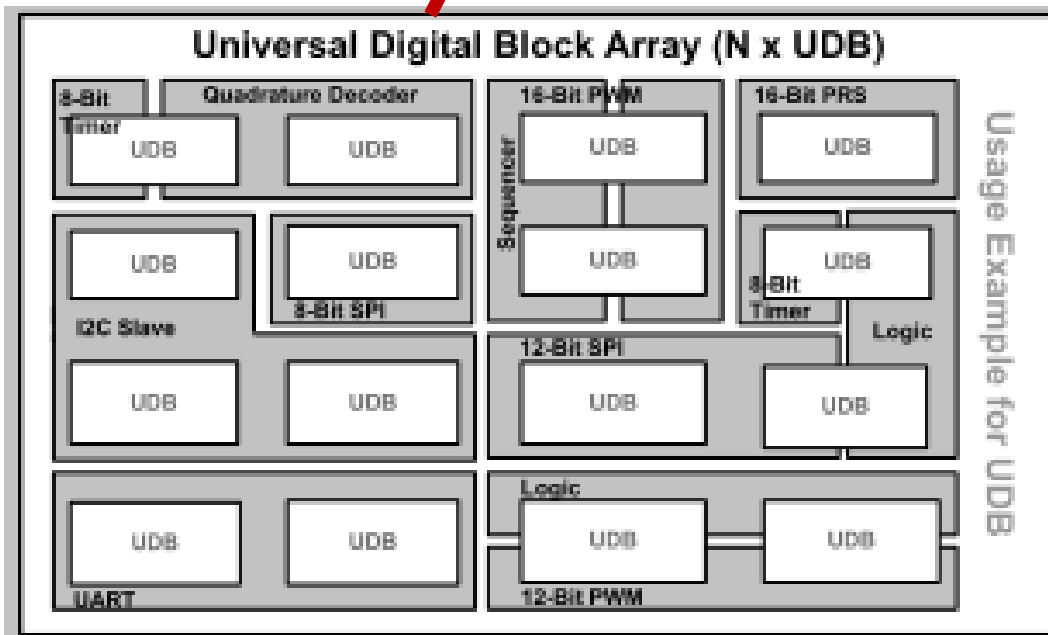 Universal Digital Block Array (N x UDB)
8-Bit
Timer
Quadrature Decoder
16-Bit PWM
16-Bit PRS
UDB
UDB
UDB
UDB
Sequencer
UDB
UDB
UDB
UDB
8-Bit SPI
8-Bit
Timer
I2C Slave
Logic
12-Bit SPI
UDB
UDB
UDB
UDB
Logic
UDB
UDB
UDB
UDB
UART
12-Bit PWM
Usage Example for UDB